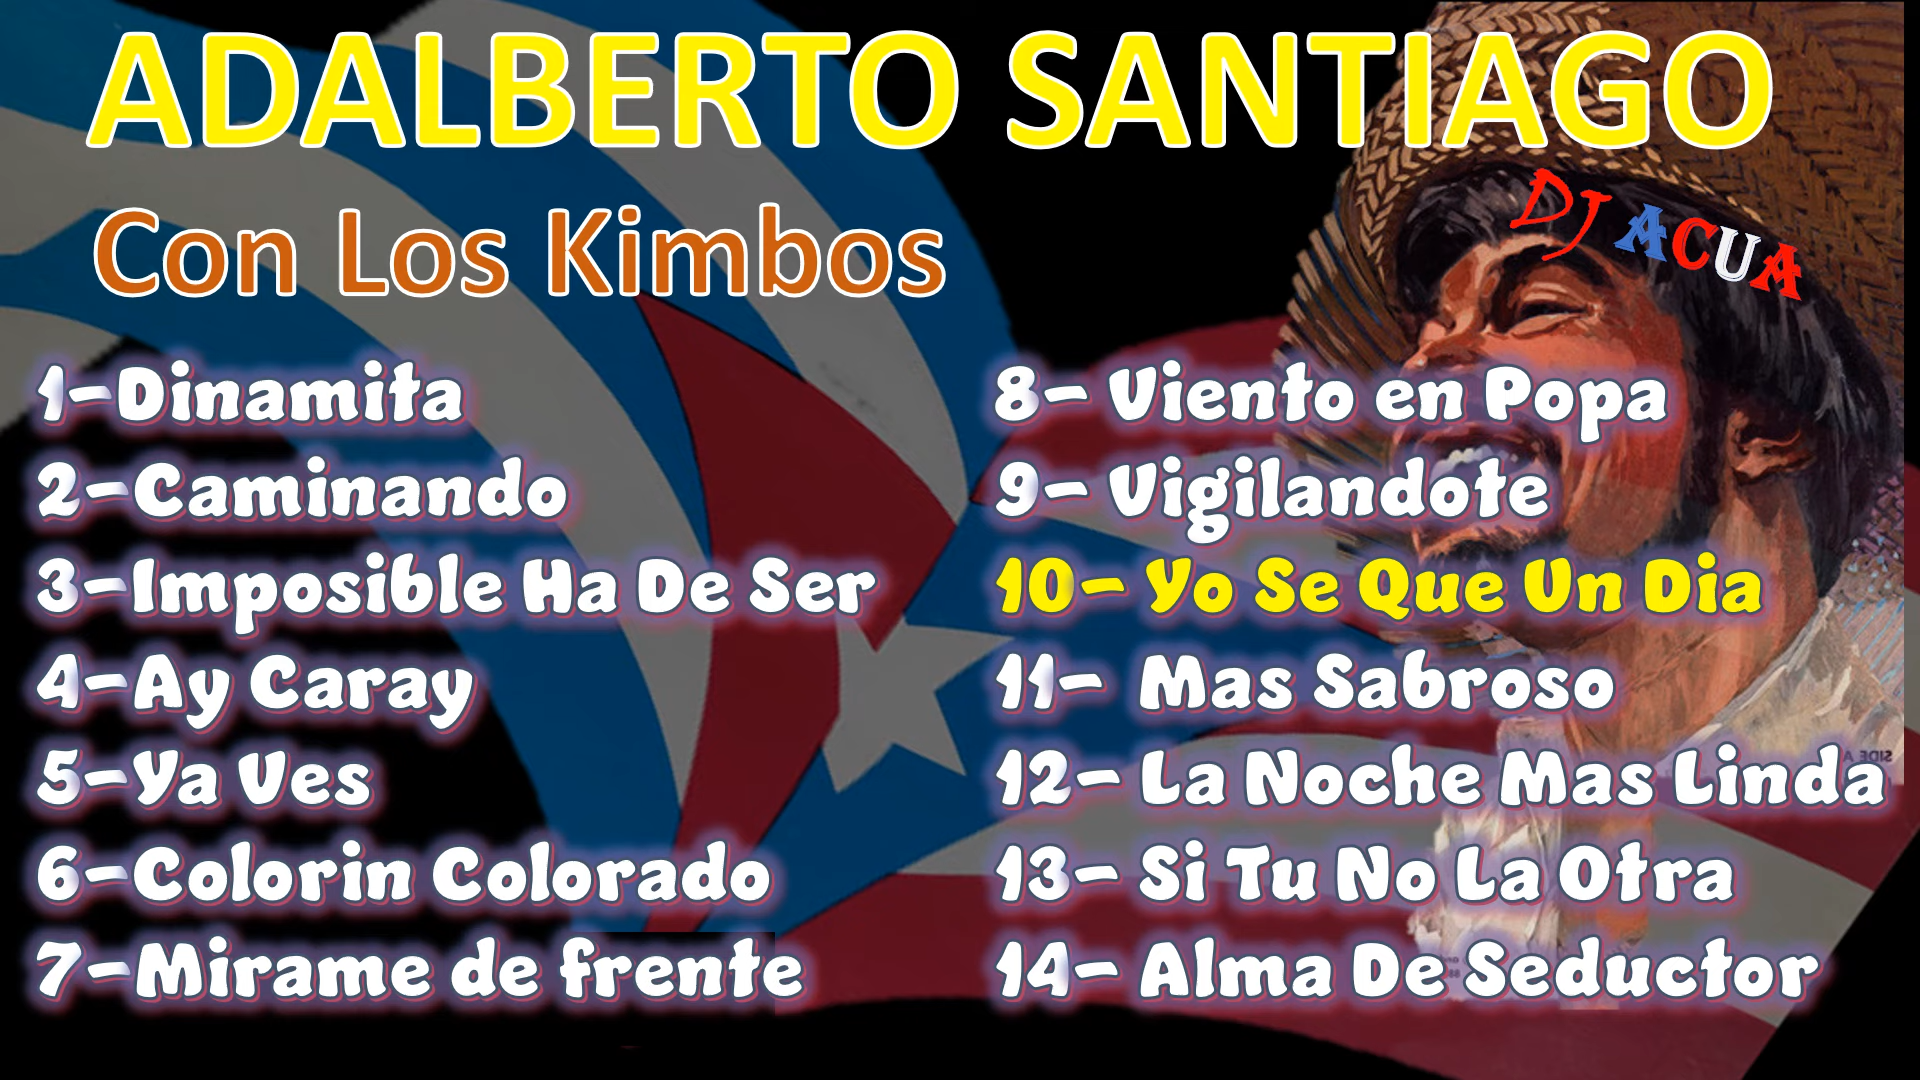 ADALBERTO SANTIAGO
Con Los Kimbos
DJ ACUA
1-Dinamita
2-Caminando
3-Imposible Ha De Ser
4-Ay Caray
5-Ya Ves
6-Colorin Colorado
7-Mirame de frente
8- Viento en Popa
9- Vigilandote
10- Yo Se Que Un Dia
11- Mas Sabroso
12- La Noche Mas Linda
13- Si Tu No La Otra
14- Alma De Seductor
SIDE A